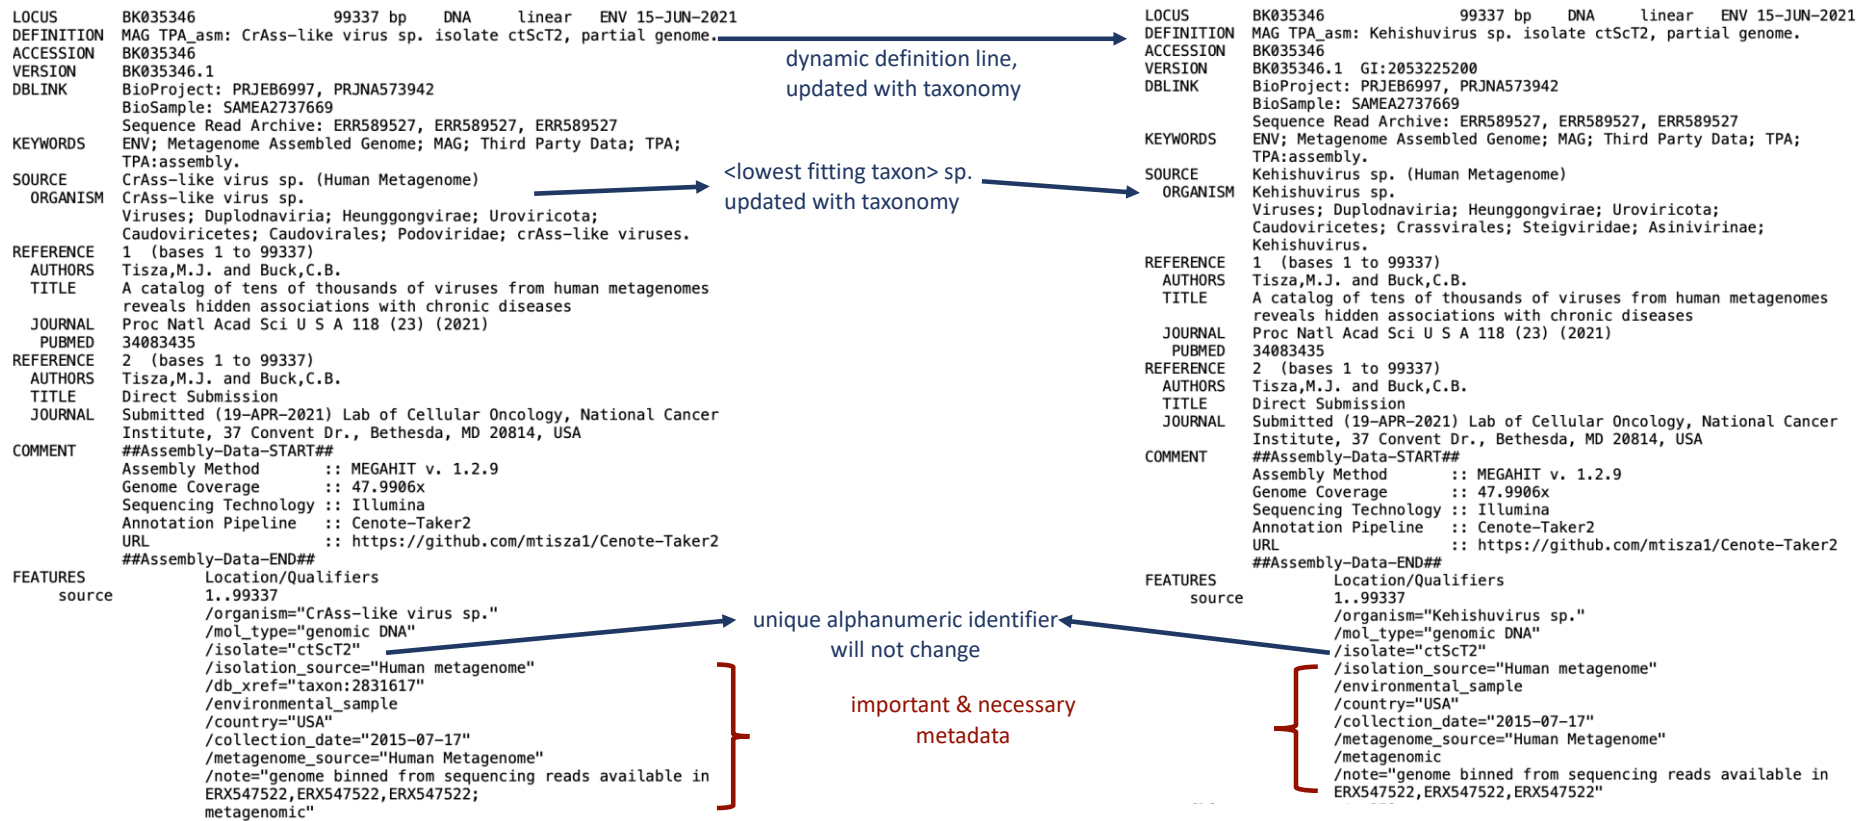 LOCUS       BK035346                99337 bp    DNA     linear   ENV 15-JUN-2021
DEFINITION  MAG TPA_asm: CrAss-like virus sp. isolate ctScT2, partial genome.
ACCESSION   BK035346
VERSION     BK035346.1
DBLINK      BioProject: PRJEB6997, PRJNA573942
BioSample: SAMEA2737669
Sequence Read Archive: ERR589527, ERR589527, ERR589527
KEYWORDS    ENV; Metagenome Assembled Genome; MAG; Third Party Data; TPA;
TPA:assembly.
SOURCE      CrAss-like virus sp. (Human Metagenome)
ORGANISM  CrAss-like virus sp.
Viruses; Duplodnaviria; Heunggongvirae; Uroviricota;
Caudoviricetes; Caudovirales; Podoviridae; crAss-like viruses.
REFERENCE   1  (bases 1 to 99337)
AUTHORS   Tisza,M.J. and Buck,C.B.
TITLE     A catalog of tens of thousands of viruses from human metagenomes
reveals hidden associations with chronic diseases
JOURNAL   Proc Natl Acad Sci U S A 118 (23) (2021)
PUBMED   34083435
REFERENCE   2  (bases 1 to 99337)
AUTHORS   Tisza,M.J. and Buck,C.B.
TITLE     Direct Submission
JOURNAL   Submitted (19-APR-2021) Lab of Cellular Oncology, National Cancer
Institute, 37 Convent Dr., Bethesda, MD 20814, USA
COMMENT     ##Assembly-Data-START##
Assembly Method       :: MEGAHIT v. 1.2.9
Genome Coverage       :: 47.9906x
Sequencing Technology :: Illumina
Annotation Pipeline   :: Cenote-Taker2
URL                   :: https://github.com/mtisza1/Cenote-Taker2
##Assembly-Data-END##
FEATURES             Location/Qualifiers
source          1..99337
/organism="CrAss-like virus sp."
/mol_type="genomic DNA"
/isolate="ctScT2"
/isolation_source="Human metagenome"
/db_xref="taxon:2831617"
/environmental_sample
/country="USA"
/collection_date="2015-07-17"
/metagenome_source="Human Metagenome"
/note="genome binned from sequencing reads available in
ERX547522,ERX547522,ERX547522;
metagenomic"
dynamic definition line,
updated with taxonomy
<lowest fitting taxon> sp.
updated with taxonomy
unique alphanumeric identifier
will not change
important & necessary
metadata
LOCUS       BK035346                99337 bp    DNA     linear   ENV 15-JUN-2021
DEFINITION  MAG TPA_asm: Kehishuvirus sp. isolate ctScT2, partial genome.
ACCESSION   BK035346
VERSION     BK035346.1  GI:2053225200
DBLINK      BioProject: PRJEB6997, PRJNA573942
BioSample: SAMEA2737669
Sequence Read Archive: ERR589527, ERR589527, ERR589527
KEYWORDS    ENV; Metagenome Assembled Genome; MAG; Third Party Data; TPA;
TPA:assembly.
SOURCE      Kehishuvirus sp. (Human Metagenome)
ORGANISM  Kehishuvirus sp.
Viruses; Duplodnaviria; Heunggongvirae; Uroviricota;
Caudoviricetes; Crassvirales; Steigviridae; Asinivirinae;
Kehishuvirus.
REFERENCE   1  (bases 1 to 99337)
AUTHORS   Tisza,M.J. and Buck,C.B.
TITLE     A catalog of tens of thousands of viruses from human metagenomes
reveals hidden associations with chronic diseases
JOURNAL   Proc Natl Acad Sci U S A 118 (23) (2021)
PUBMED   34083435
REFERENCE   2  (bases 1 to 99337)
AUTHORS   Tisza,M.J. and Buck,C.B.
TITLE     Direct Submission
JOURNAL   Submitted (19-APR-2021) Lab of Cellular Oncology, National Cancer
Institute, 37 Convent Dr., Bethesda, MD 20814, USA
COMMENT     ##Assembly-Data-START##
Assembly Method       :: MEGAHIT v. 1.2.9
Genome Coverage       :: 47.9906x
Sequencing Technology :: Illumina
Annotation Pipeline   :: Cenote-Taker2
URL                   :: https://github.com/mtisza1/Cenote-Taker2
##Assembly-Data-END##
FEATURES             Location/Qualifiers
source          1..99337
/organism="Kehishuvirus sp."
/mol_type="genomic DNA"
/isolate="ctScT2"
/isolation_source="Human metagenome"
/environmental_sample
/country="USA"
/collection_date="2015-07-17"
/metagenome_source="Human Metagenome"
/metagenomic
/note="genome binned from sequencing reads available in
ERX547522,ERX547522,ERX547522"